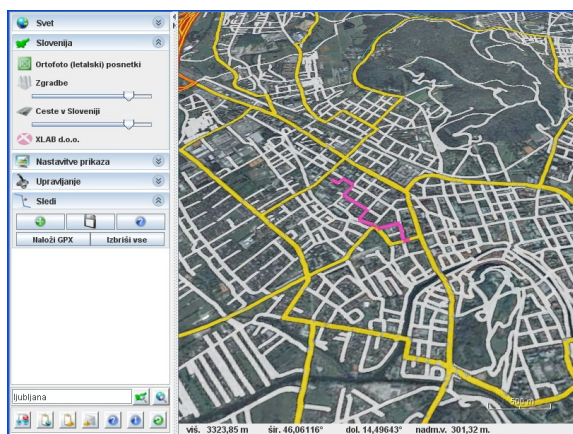 Svet
Slovenija
Ortofoto (letalski) posnetki
Zgradbe
Ceste v Sloveniji
XLAB d.o.o.
Nastavitve prikaza
Upravljanje
Sledi
Naloži GPX Izbriši vse
ljubljana
500 m
viš. 3323,85 m šir. 46,06116° dol. 14,49643° nadm.v. 301,32 m.